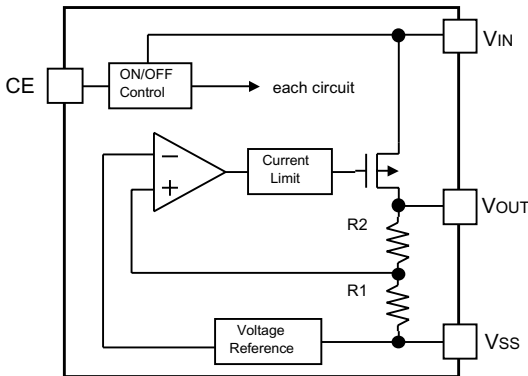 VIN
CE
ON/OFF
Control
each circuit
−
+
Current
Limit
VOUT
R2
R1
Voltage
Reference
VSS